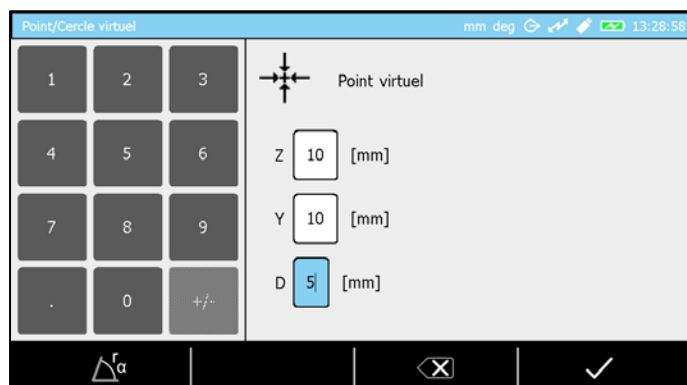 Point/Cercle virtuel mm deg 13:28:58
1 2 3
Point virtuel
4 5 6
Z 10 [mm]
7 8 9
Y 10 [mm]
. 0 +/-
D 5 [mm]
r α